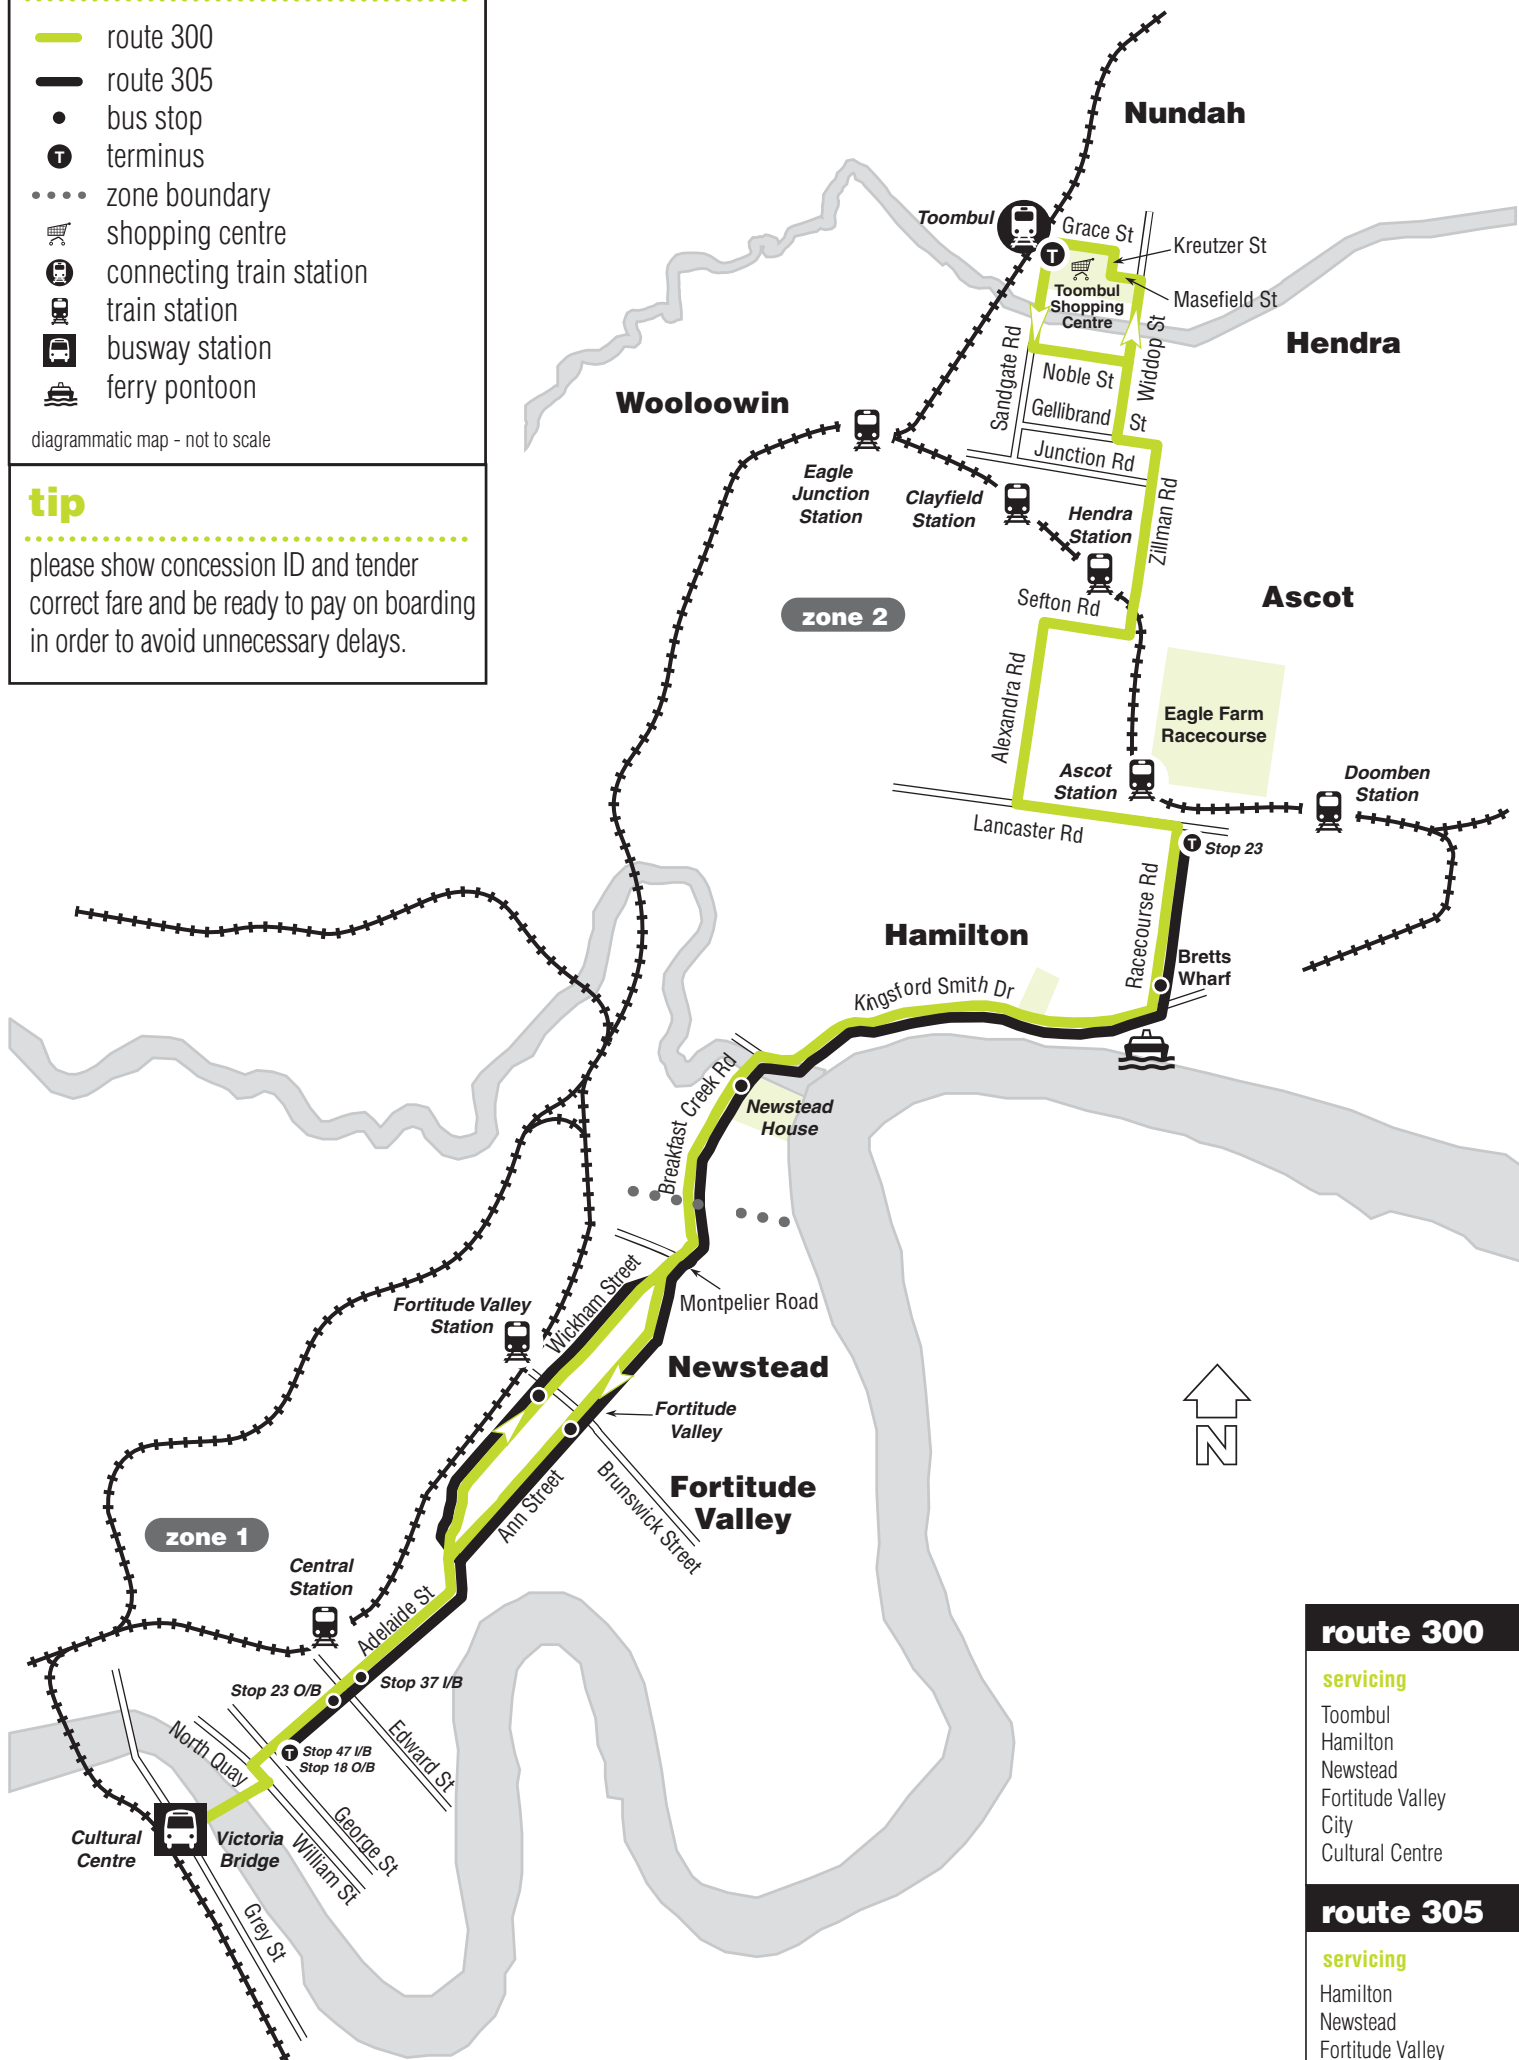 route 300
route 305
bus stop
T
terminus
zone boundary
shopping centre
connecting train station
train station
busway station
ferry pontoon
diagrammatic map - not to scale
tip
please show concession ID and tender
correct fare and be ready to pay on boarding
in order to avoid unnecessary delays.
Nundah
Toombul
Grace St
Kreutzer St
T
Toombul
Shopping
Centre
Masefield St
Hendra
Sandgate Rd
Widdop St
Noble St
Wooloowin
Gellibrand St
Junction Rd
Eagle
Junction
Station
Clayfield
Station
Hendra
Station
Zillman Rd
Sefton Rd
Ascot
zone 2
Alexandra Rd
Eagle Farm
Racecourse
Ascot
Station
Doomben
Station
Lancaster Rd
T
Stop 23
Racecourse Rd
Hamilton
Bretts
Wharf
Kingsford Smith Dr
Breakfast Creek Rd
Newstead
House
Wickham Street
Montpelier Road
Fortitude Valley
Station
Newstead
Fortitude
Valley
Ann Street
Brunswick Street
Fortitude
Valley
N
zone 1
Central
Station
Adelaide St
Stop 37 I/B
Stop 23 O/B
Edward St
North Quay
T
Stop 47 I/B
Stop 18 O/B
George St
William St
Cultural
Centre
Victoria
Bridge
Grey St
route 300
servicing
Toombul
Hamilton
Newstead
Fortitude Valley
City
Cultural Centre
route 305
servicing
Hamilton
Newstead
Fortitude Valley